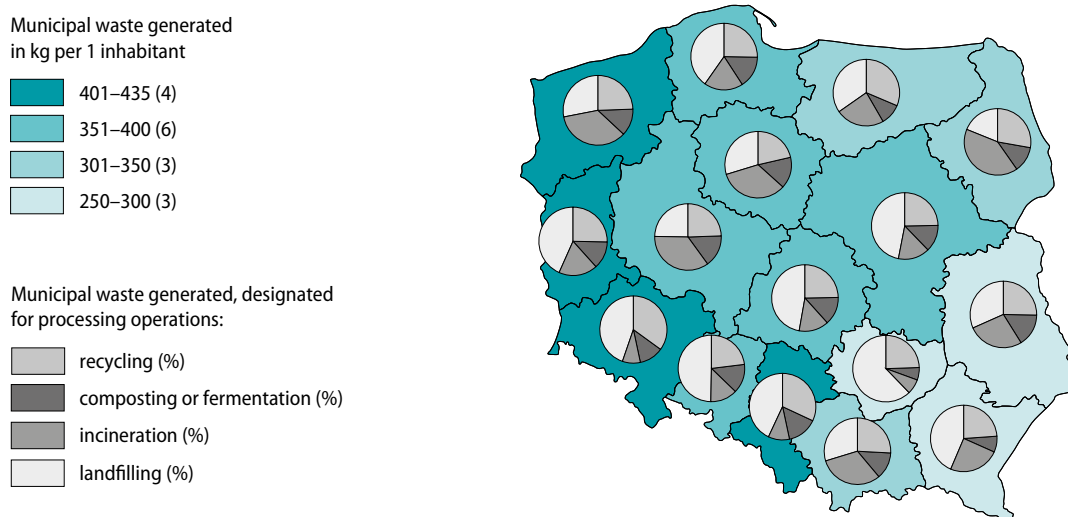 Municipal waste generated
in kg per 1 inhabitant
401–435 (4)
351–400 (6)
301–350 (3)
250–300 (3)
Municipal waste generated, designated
for processing operations:
recycling (%)
composting or fermentation (%)
incineration (%)
landfilling (%)